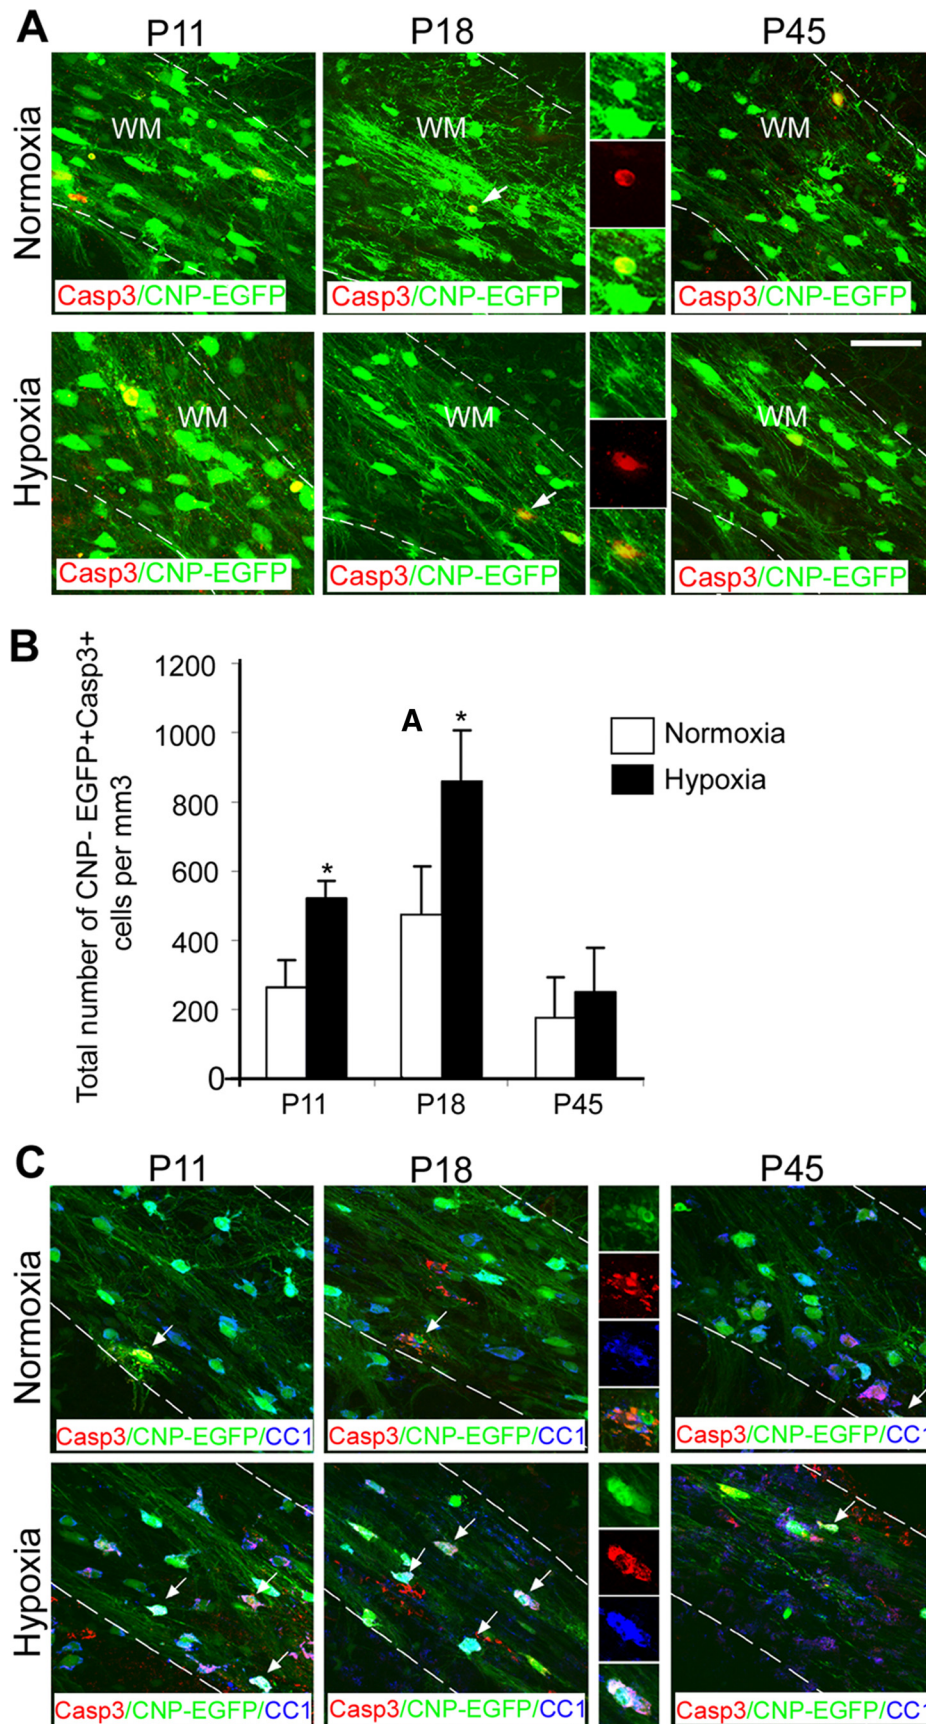 A
P11
P18
P45
Normoxia
WM
WM
WM
Casp3/CNP-EGFP
Casp3/CNP-EGFP
Casp3/CNP-EGFP
Hypoxia
WM
WM
WM
Casp3/CNP-EGFP
Casp3/CNP-EGFP
Casp3/CNP-EGFP
B
Total number of CNP- EGFP+Casp3+
cells per mm3
1200
1000
800
600
400
200
0
A
*
*
Normoxia
Hypoxia
P11
P18
P45
C
P11
P18
P45
Normoxia
Casp3/CNP-EGFP/CC1
Casp3/CNP-EGFP/CC1
Casp3/CNP-EGFP/CC1
Hypoxia
Casp3/CNP-EGFP/CC1
Casp3/CNP-EGFP/CC1
Casp3/CNP-EGFP/CC1